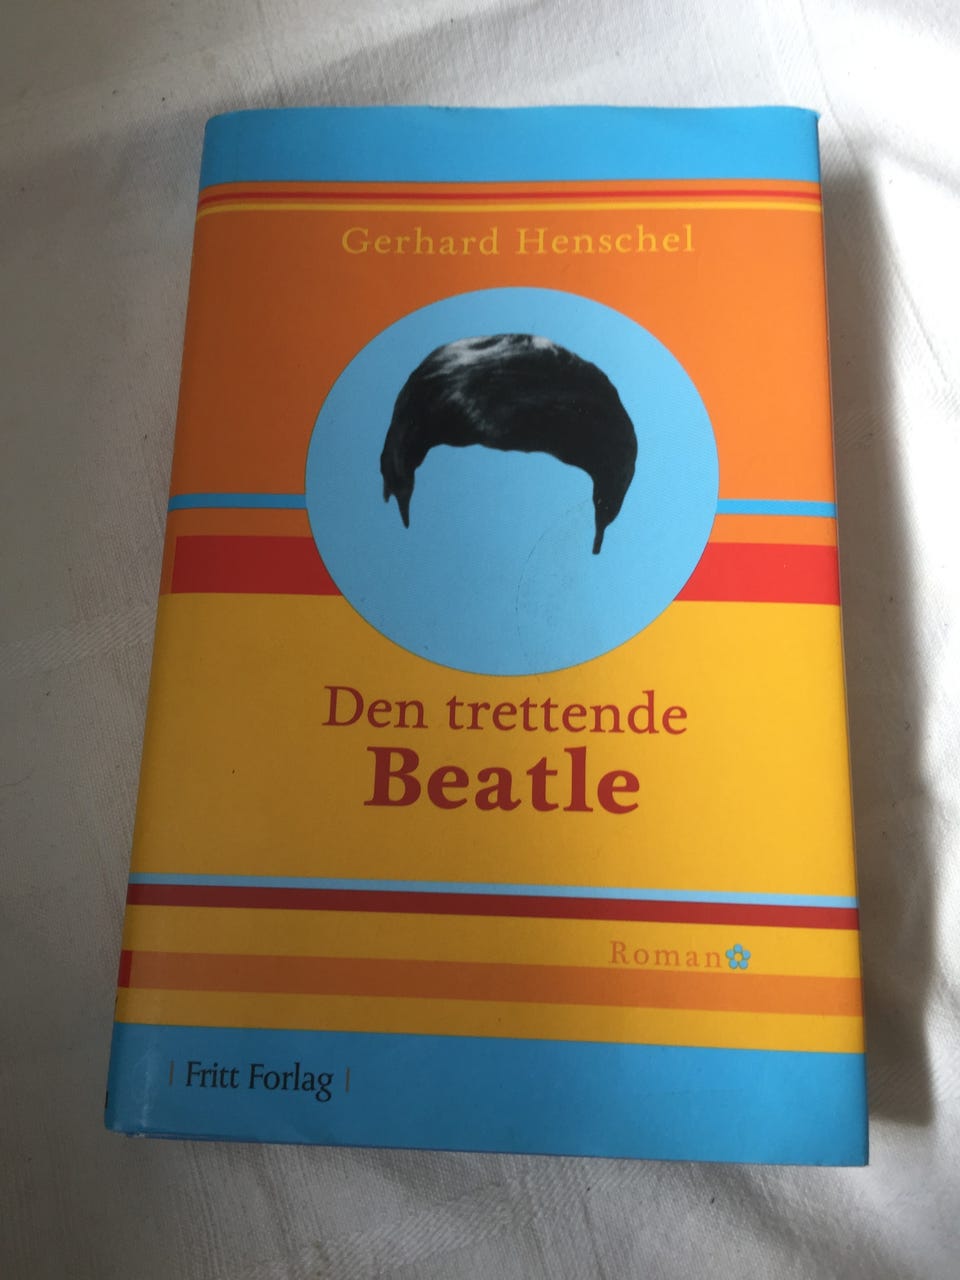 Gerhard Henschel
Den trettende
Beatle
Roman
| Fritt Forlag |